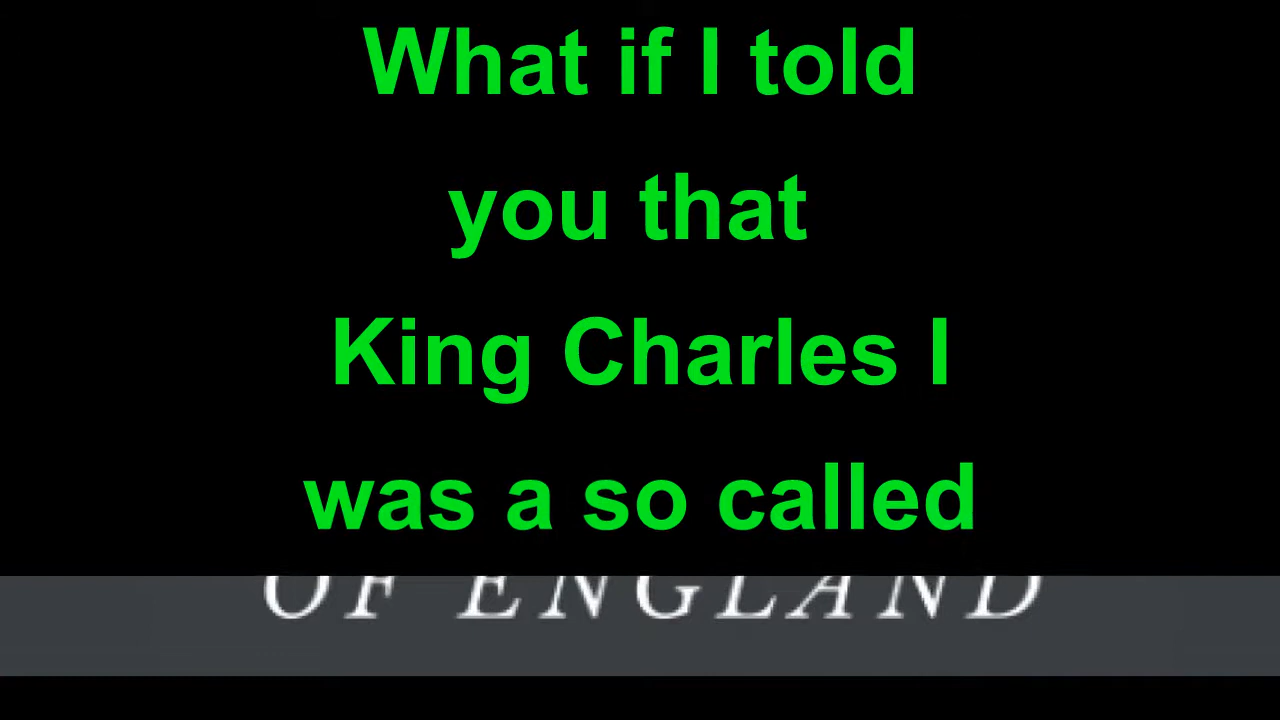 What if I told
you that
King Charles I
was a so called
OF ENGLAND